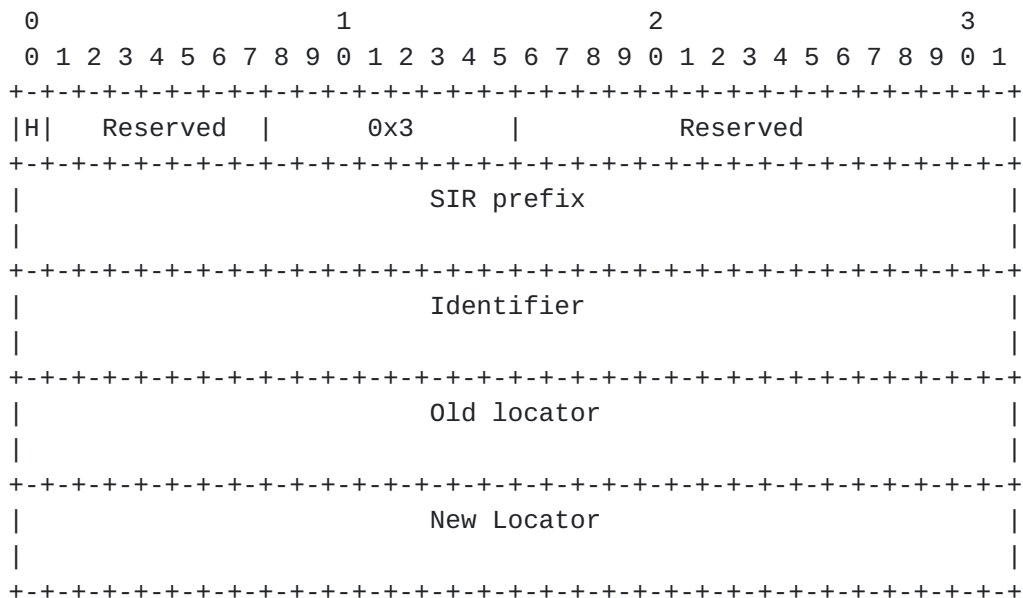 0                   1                   2                   3
 0 1 2 3 4 5 6 7 8 9 0 1 2 3 4 5 6 7 8 9 0 1 2 3 4 5 6 7 8 9 0 1
+-+-+-+-+-+-+-+-+-+-+-+-+-+-+-+-+-+-+-+-+-+-+-+-+-+-+-+-+-+-+-+-+
|H|   Reserved  |      0x3      |          Reserved             |
+-+-+-+-+-+-+-+-+-+-+-+-+-+-+-+-+-+-+-+-+-+-+-+-+-+-+-+-+-+-+-+-+
|                          SIR prefix                           |
|                                                               |
+-+-+-+-+-+-+-+-+-+-+-+-+-+-+-+-+-+-+-+-+-+-+-+-+-+-+-+-+-+-+-+-+
|                          Identifier                           |
|                                                               |
+-+-+-+-+-+-+-+-+-+-+-+-+-+-+-+-+-+-+-+-+-+-+-+-+-+-+-+-+-+-+-+-+
|                          Old locator                          |
|                                                               |
+-+-+-+-+-+-+-+-+-+-+-+-+-+-+-+-+-+-+-+-+-+-+-+-+-+-+-+-+-+-+-+-+
|                          New Locator                          |
|                                                               |
+-+-+-+-+-+-+-+-+-+-+-+-+-+-+-+-+-+-+-+-+-+-+-+-+-+-+-+-+-+-+-+-+